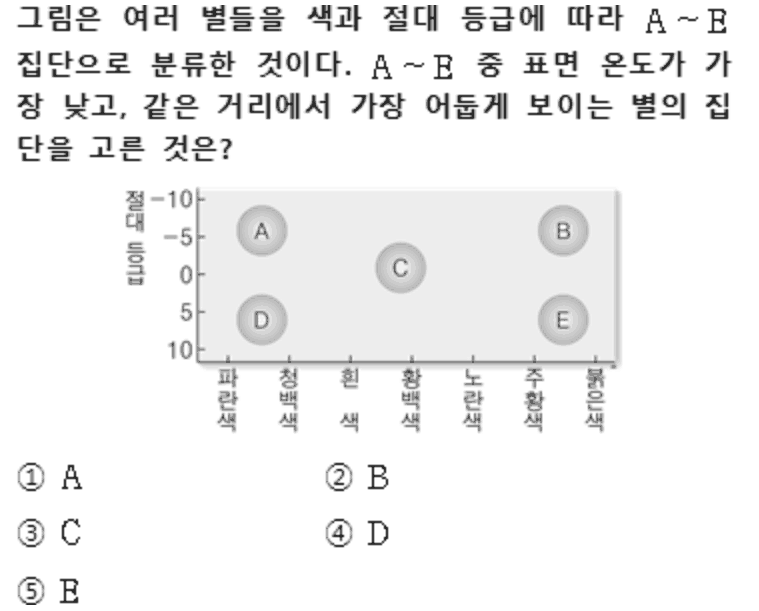 그림은 여러 별들을 색과 절대 등급에 따라 A ~ E
집단으로 분류한 것이다. A ~ E 중 표면 온도가 가
장 낮고, 같은 거리에서 가장 어둡게 보이는 별의 집
단을 고른 것은?
절대 등급
-10
-5
0
5
10
A
B
C
D
E
파란색
청백색
흰 색
황백색
노란색
주황색
붉은색
① A
② B
③ C
④ D
⑤ E